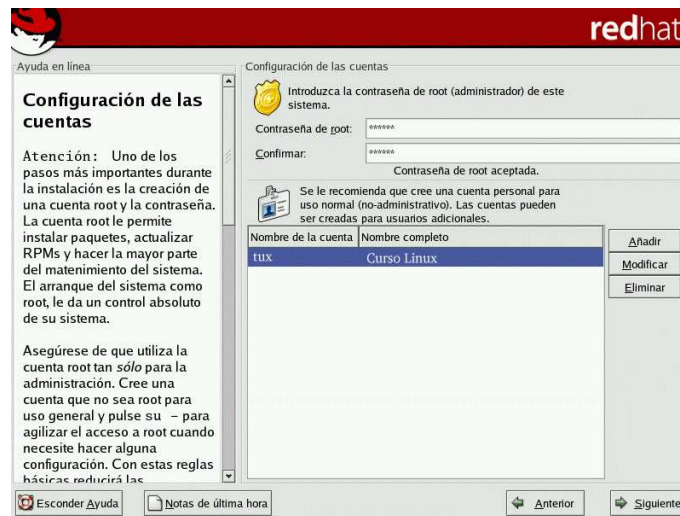 redhat
Ayuda en línea
Configuración de las
cuentas
Atención: Uno de los
pasos más importantes durante
la instalación es la creación de
una cuenta root y la contraseña.
La cuenta root le permite
instalar paquetes, actualizar
RPMs y hacer la mayor parte
del matenimiento del sistema.
El arranque del sistema como
root, le da un control absoluto
de su sistema.
Asegúrese de que utiliza la
cuenta root tan sólo para la
administración. Cree una
cuenta que no sea root para
uso general y pulse su - para
agilizar el acceso a root cuando
necesite hacer alguna
configuración. Con estas reglas
básicas reducirá las
Configuración de las cuentas
Introduzca la contraseña de root (administrador) de este
sistema.
Contraseña de root: ******
Confirmar: ******
Contraseña de root aceptada.
Se le recomienda que cree una cuenta personal para
uso normal (no-administrativo). Las cuentas pueden
ser creadas para usuarios adicionales.
Nombre de la cuenta Nombre completo
tux Curso Linux
Añadir
Modificar
Eliminar
Esconder Ayuda Notas de última hora Anterior Siguiente